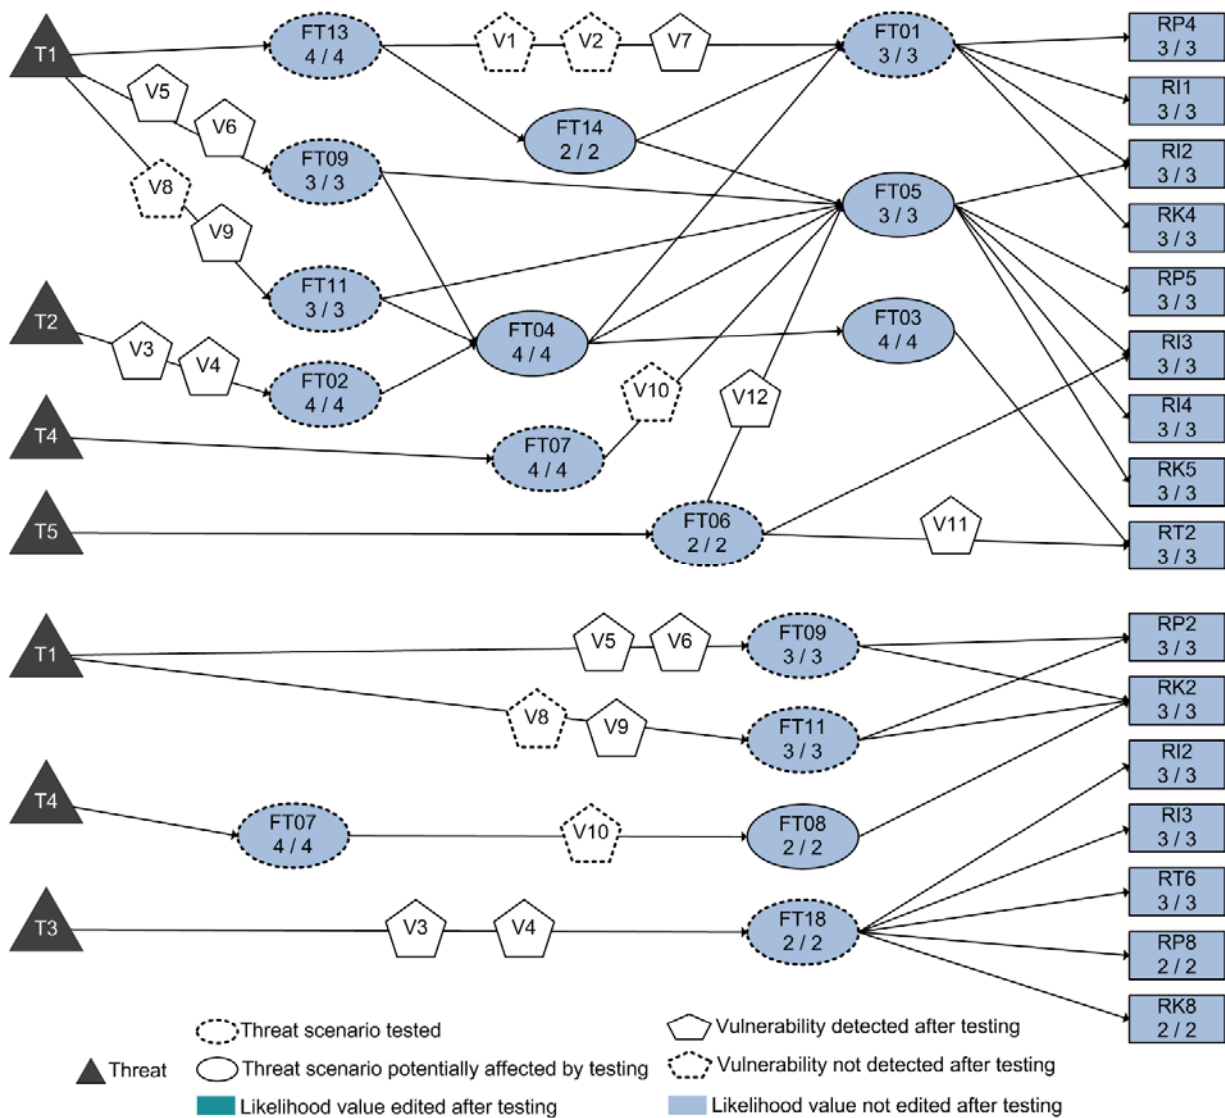 T1
FT13
4 / 4
V1
V2
V7
FT01
3 / 3
RP4
3 / 3
V5
V6
RI1
3 / 3
FT14
2 / 2
FT09
3 / 3
RI2
3 / 3
V8
V9
FT05
3 / 3
RK4
3 / 3
FT11
3 / 3
RP5
3 / 3
T2
V3
V4
FT04
4 / 4
FT03
4 / 4
RI3
3 / 3
FT02
4 / 4
V10
V12
RI4
3 / 3
T4
FT07
4 / 4
RK5
3 / 3
T5
FT06
2 / 2
V11
RT2
3 / 3
T1
V5
V6
FT09
3 / 3
RP2
3 / 3
V8
V9
FT11
3 / 3
RK2
3 / 3
RI2
3 / 3
T4
FT07
4 / 4
V10
FT08
2 / 2
RI3
3 / 3
T3
V3
V4
FT18
2 / 2
RT6
3 / 3
RP8
2 / 2
RK8
2 / 2
Threat scenario tested
Vulnerability detected after testing
Threat
Threat scenario potentially affected by testing
Vulnerability not detected after testing
Likelihood value edited after testing
Likelihood value not edited after testing